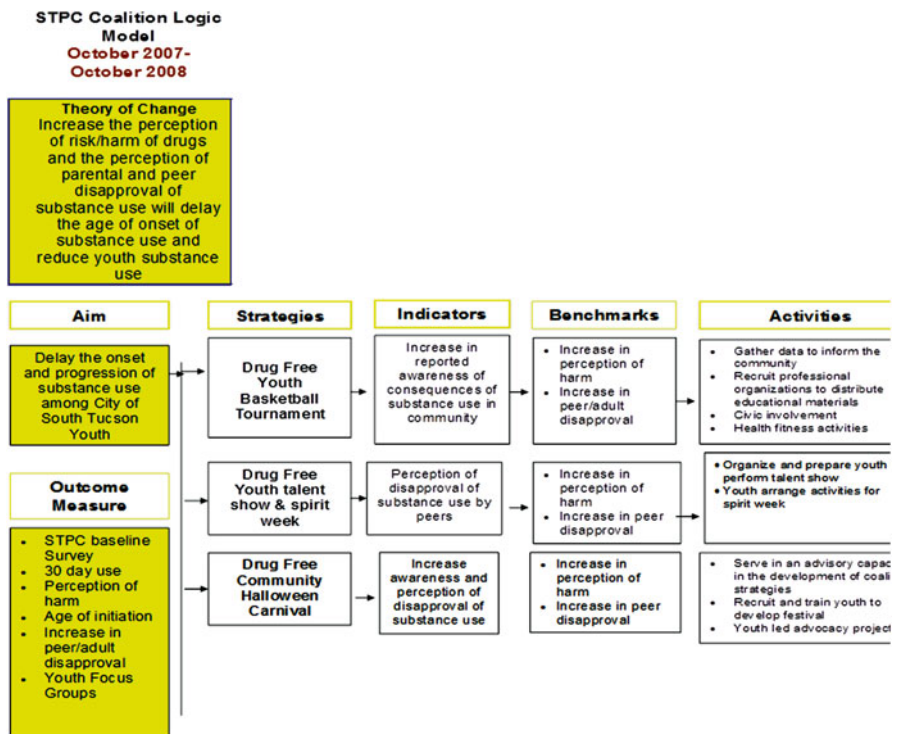 STPC Coalition Logic
Model
October 2007-
October 2008
Theory of Change
Increase the perception
of risk/harm of drugs
and the perception of
parental and peer
disapproval of
substance use will delay
the age of onset of
substance use and
reduce youth substance
use
Aim
Strategies
Indicators
Benchmarks
Activities
Delay the onset
and progression of
substance use
among City of
South Tucson
Youth
Drug Free
Youth
Basketball
Tournament
Increase in
reported
awareness of
consequences of
substance use in
community
• Increase in
perception of
harm
• Increase in
peer/adult
disapproval
• Gather data to inform the
community
• Recruit professional
organizations to distribute
educational materials
• Civic involvement
• Health fitness activities
Outcome
Measure
• STPC baseline
Survey
• 30 day use
• Perception of
harm
• Age of initiation
• Increase in
peer/adult
disapproval
• Youth Focus
Groups
Drug Free
Youth talent
show & spirit
week
Perception of
disapproval of
substance use by
peers
• Increase in
perception of
harm
• Increase in peer
disapproval
• Organize and prepare youth
perform talent show
• Youth arrange activities for
spirit week
Drug Free
Community
Halloween
Carnival
Increase
awareness and
perception of
disapproval of
substance use
• Increase in
perception of
harm
• Increase in peer
disapproval
• Serve in an advisory capac
in the development of coali
strategies
• Recruit and train youth to
develop festival
• Youth led advocacy project